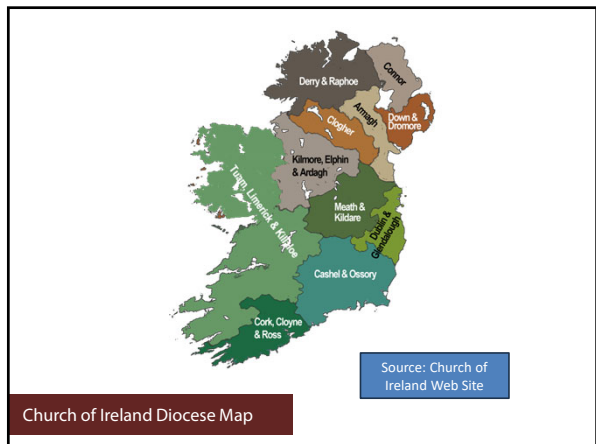 Derry & Raphoe
Connor
Armagh
Down &
Dromore
Clogher
Kilmore, Elphin
& Ardagh
Tuam, Limerick & Killaloe
Meath &
Kildare
Dublin &
Glendalough
Cashel & Ossory
Cork, Cloyne
& Ross
Source: Church of
Ireland Web Site
Church of Ireland Diocese Map